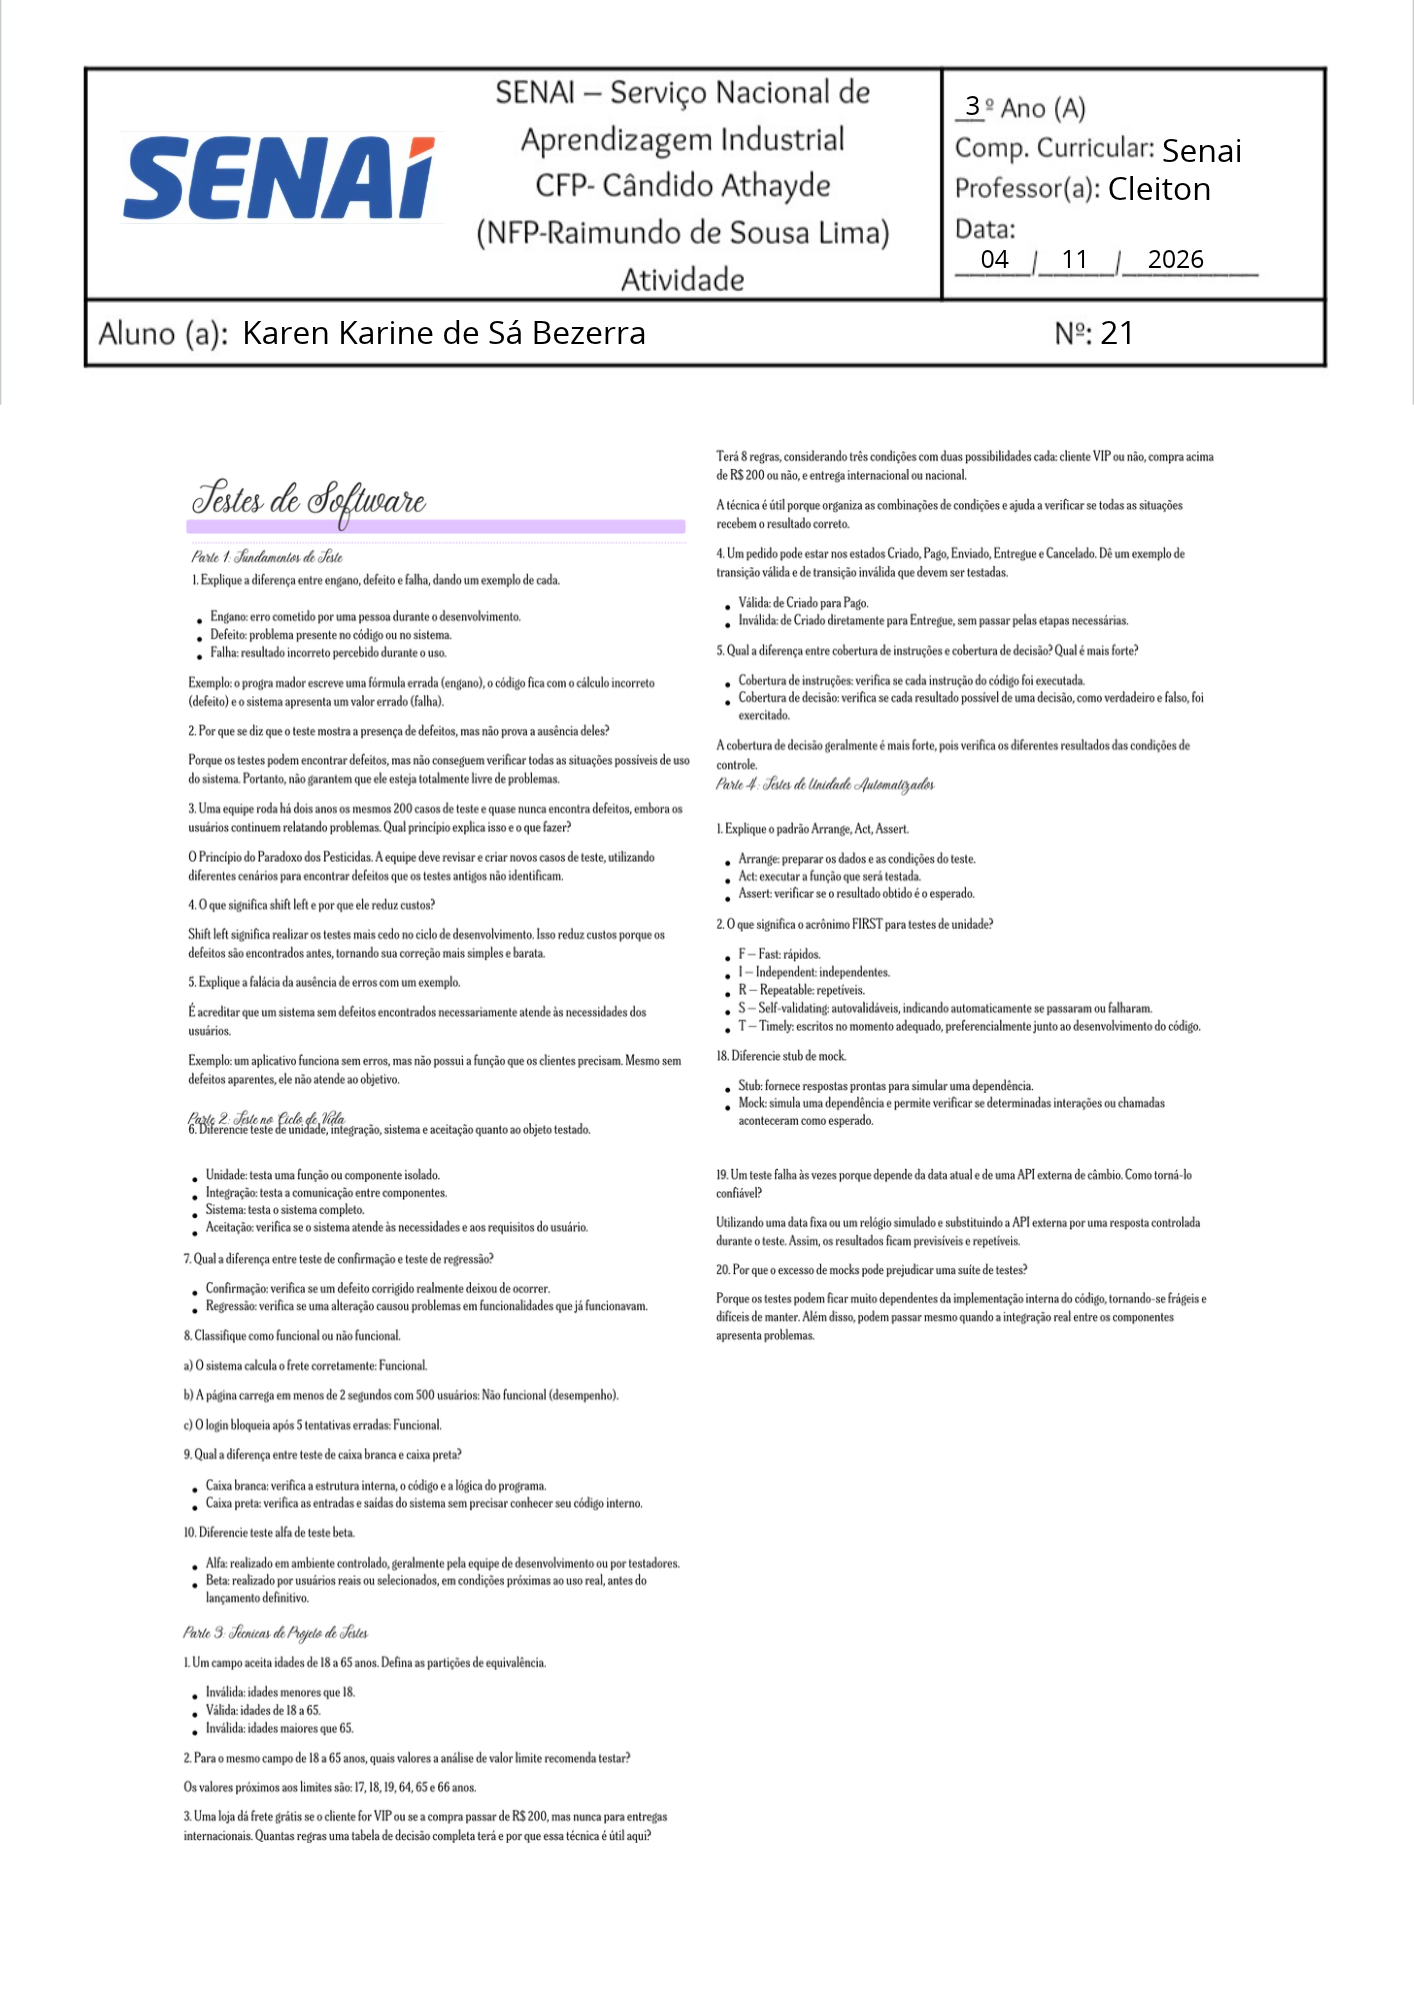 SENAI
SENAI – Serviço Nacional de
Aprendizagem Industrial
CFP- Cândido Athayde
(NFP-Raimundo de Sousa Lima)
Atividade
3º Ano (A)
Comp. Curricular: Senai
Professor(a): Cleiton
Data:
04 / 11 / 2026
Aluno (a): Karen Karine de Sá Bezerra Nº: 21
Testes de Software
Parte 1: Fundamentos de Teste
1. Explique a diferença entre engano, defeito e falha, dando um exemplo de cada.
• Engano: erro cometido por uma pessoa durante o desenvolvimento.
• Defeito: problema presente no código ou no sistema.
• Falha: resultado incorreto percebido durante o uso.
Exemplo: o progra mador escreve uma fórmula errada (engano), o código fica com o cálculo incorreto
(defeito) e o sistema apresenta um valor errado (falha).
2. Por que se diz que o teste mostra a presença de defeitos, mas não prova a ausência deles?
Porque os testes podem encontrar defeitos, mas não conseguem verificar todas as situações possíveis de uso
do sistema. Portanto, não garantem que ele esteja totalmente livre de problemas.
3. Uma equipe roda há dois anos os mesmos 200 casos de teste e quase nunca encontra defeitos, embora os
usuários continuem relatando problemas. Qual princípio explica isso e o que fazer?
O Princípio do Paradoxo dos Pesticidas. A equipe deve revisar e criar novos casos de teste, utilizando
diferentes cenários para encontrar defeitos que os testes antigos não identificam.
4. O que significa shift left e por que ele reduz custos?
Shift left significa realizar os testes mais cedo no ciclo de desenvolvimento. Isso reduz custos porque os
defeitos são encontrados antes, tornando sua correção mais simples e barata.
5. Explique a falácia da ausência de erros com um exemplo.
É acreditar que um sistema sem defeitos encontrados necessariamente atende às necessidades dos
usuários.
Exemplo: um aplicativo funciona sem erros, mas não possui a função que os clientes precisam. Mesmo sem
defeitos aparentes, ele não atende ao objetivo.
Parte 2: Teste no Ciclo de Vida
6. Diferencie teste de unidade, integração, sistema e aceitação quanto ao objeto testado.
• Unidade: testa uma função ou componente isolado.
• Integração: testa a comunicação entre componentes.
• Sistema: testa o sistema completo.
• Aceitação: verifica se o sistema atende às necessidades e aos requisitos do usuário.
7. Qual a diferença entre teste de confirmação e teste de regressão?
• Confirmação: verifica se um defeito corrigido realmente deixou de ocorrer.
• Regressão: verifica se uma alteração causou problemas em funcionalidades que já funcionavam.
8. Classifique como funcional ou não funcional.
a) O sistema calcula o frete corretamente: Funcional.
b) A página carrega em menos de 2 segundos com 500 usuários: Não funcional (desempenho).
c) O login bloqueia após 5 tentativas erradas: Funcional.
9. Qual a diferença entre teste de caixa branca e caixa preta?
• Caixa branca: verifica a estrutura interna, o código e a lógica do programa.
• Caixa preta: verifica as entradas e saídas do sistema sem precisar conhecer seu código interno.
10. Diferencie teste alfa de teste beta.
• Alfa: realizado em ambiente controlado, geralmente pela equipe de desenvolvimento ou por testadores.
• Beta: realizado por usuários reais ou selecionados, em condições próximas ao uso real, antes do
lançamento definitivo.
Parte 3: Técnicas de Projeto de Testes
1. Um campo aceita idades de 18 a 65 anos. Defina as partições de equivalência.
• Inválida: idades menores que 18.
• Válida: idades de 18 a 65.
• Inválida: idades maiores que 65.
2. Para o mesmo campo de 18 a 65 anos, quais valores a análise de valor limite recomenda testar?
Os valores próximos aos limites são: 17, 18, 19, 64, 65 e 66 anos.
3. Uma loja dá frete grátis se o cliente for VIP ou se a compra passar de R$ 200, mas nunca para entregas
internacionais. Quantas regras uma tabela de decisão completa terá e por que essa técnica é útil aqui?
Terá 8 regras, considerando três condições com duas possibilidades cada: cliente VIP ou não, compra acima
de R$ 200 ou não, e entrega internacional ou nacional.
A técnica é útil porque organiza as combinações de condições e ajuda a verificar se todas as situações
recebem o resultado correto.
4. Um pedido pode estar nos estados Criado, Pago, Enviado, Entregue e Cancelado. Dê um exemplo de
transição válida e de transição inválida que devem ser testadas.
• Válida: de Criado para Pago.
• Inválida: de Criado diretamente para Entregue, sem passar pelas etapas necessárias.
5. Qual a diferença entre cobertura de instruções e cobertura de decisão? Qual é mais forte?
• Cobertura de instruções: verifica se cada instrução do código foi executada.
• Cobertura de decisão: verifica se cada resultado possível de uma decisão, como verdadeiro e falso, foi
exercitado.
A cobertura de decisão geralmente é mais forte, pois verifica os diferentes resultados das condições de
controle.
Parte 4: Testes de Unidade Automatizados
1. Explique o padrão Arrange, Act, Assert.
• Arrange: preparar os dados e as condições do teste.
• Act: executar a função que será testada.
• Assert: verificar se o resultado obtido é o esperado.
2. O que significa o acrônimo FIRST para testes de unidade?
• F – Fast: rápidos.
• I – Independent: independentes.
• R – Repeatable: repetíveis.
• S – Self-validating: autovalidáveis, indicando automaticamente se passaram ou falharam.
• T – Timely: escritos no momento adequado, preferencialmente junto ao desenvolvimento do código.
18. Diferencie stub de mock.
• Stub: fornece respostas prontas para simular uma dependência.
• Mock: simula uma dependência e permite verificar se determinadas interações ou chamadas
aconteceram como esperado.
19. Um teste falha às vezes porque depende da data atual e de uma API externa de câmbio. Como torná-lo
confiável?
Utilizando uma data fixa ou um relógio simulado e substituindo a API externa por uma resposta controlada
durante o teste. Assim, os resultados ficam previsíveis e repetíveis.
20. Por que o excesso de mocks pode prejudicar uma suíte de testes?
Porque os testes podem ficar muito dependentes da implementação interna do código, tornando-se frágeis e
difíceis de manter. Além disso, podem passar mesmo quando a integração real entre os componentes
apresenta problemas.